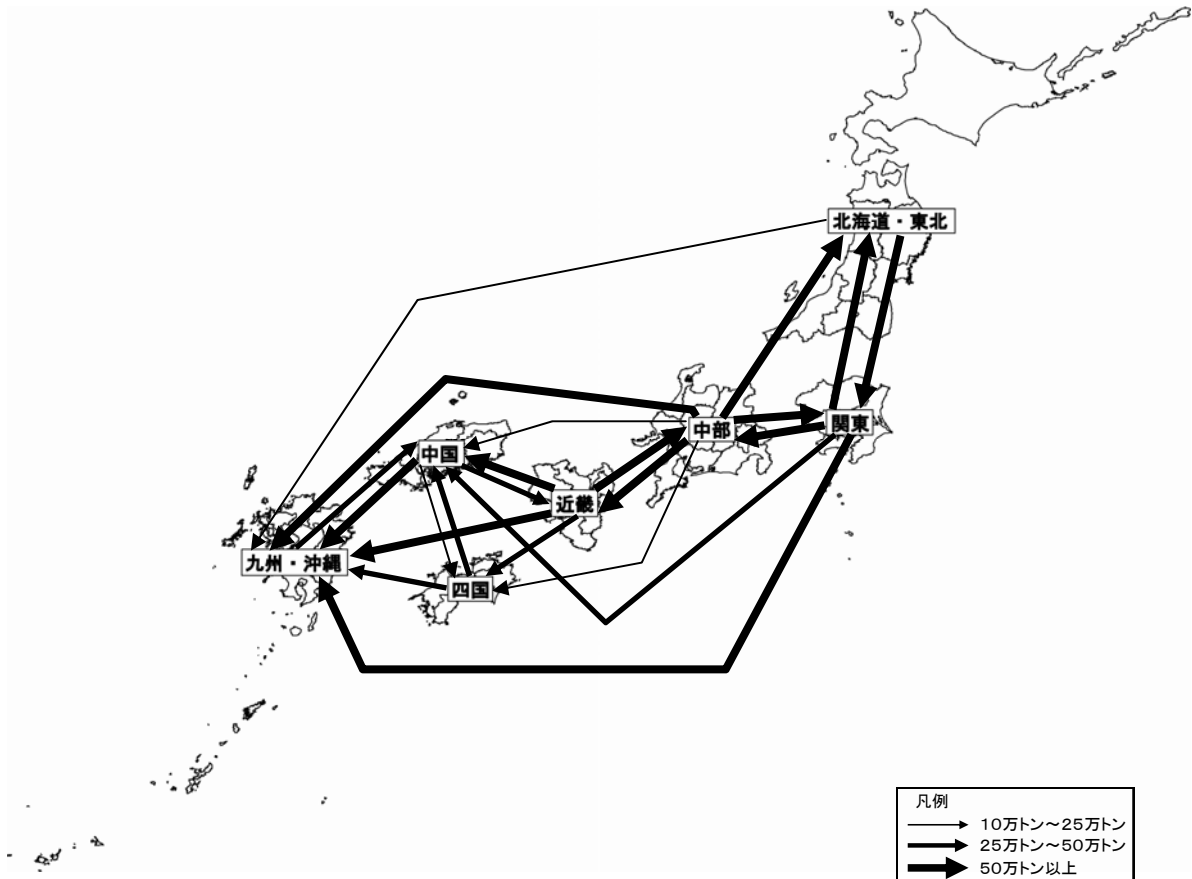 北海道・東北
中部
関東
中国
近畿
九州・沖縄
四国
凡例
10万トン～25万トン
25万トン～50万トン
50万トン以上